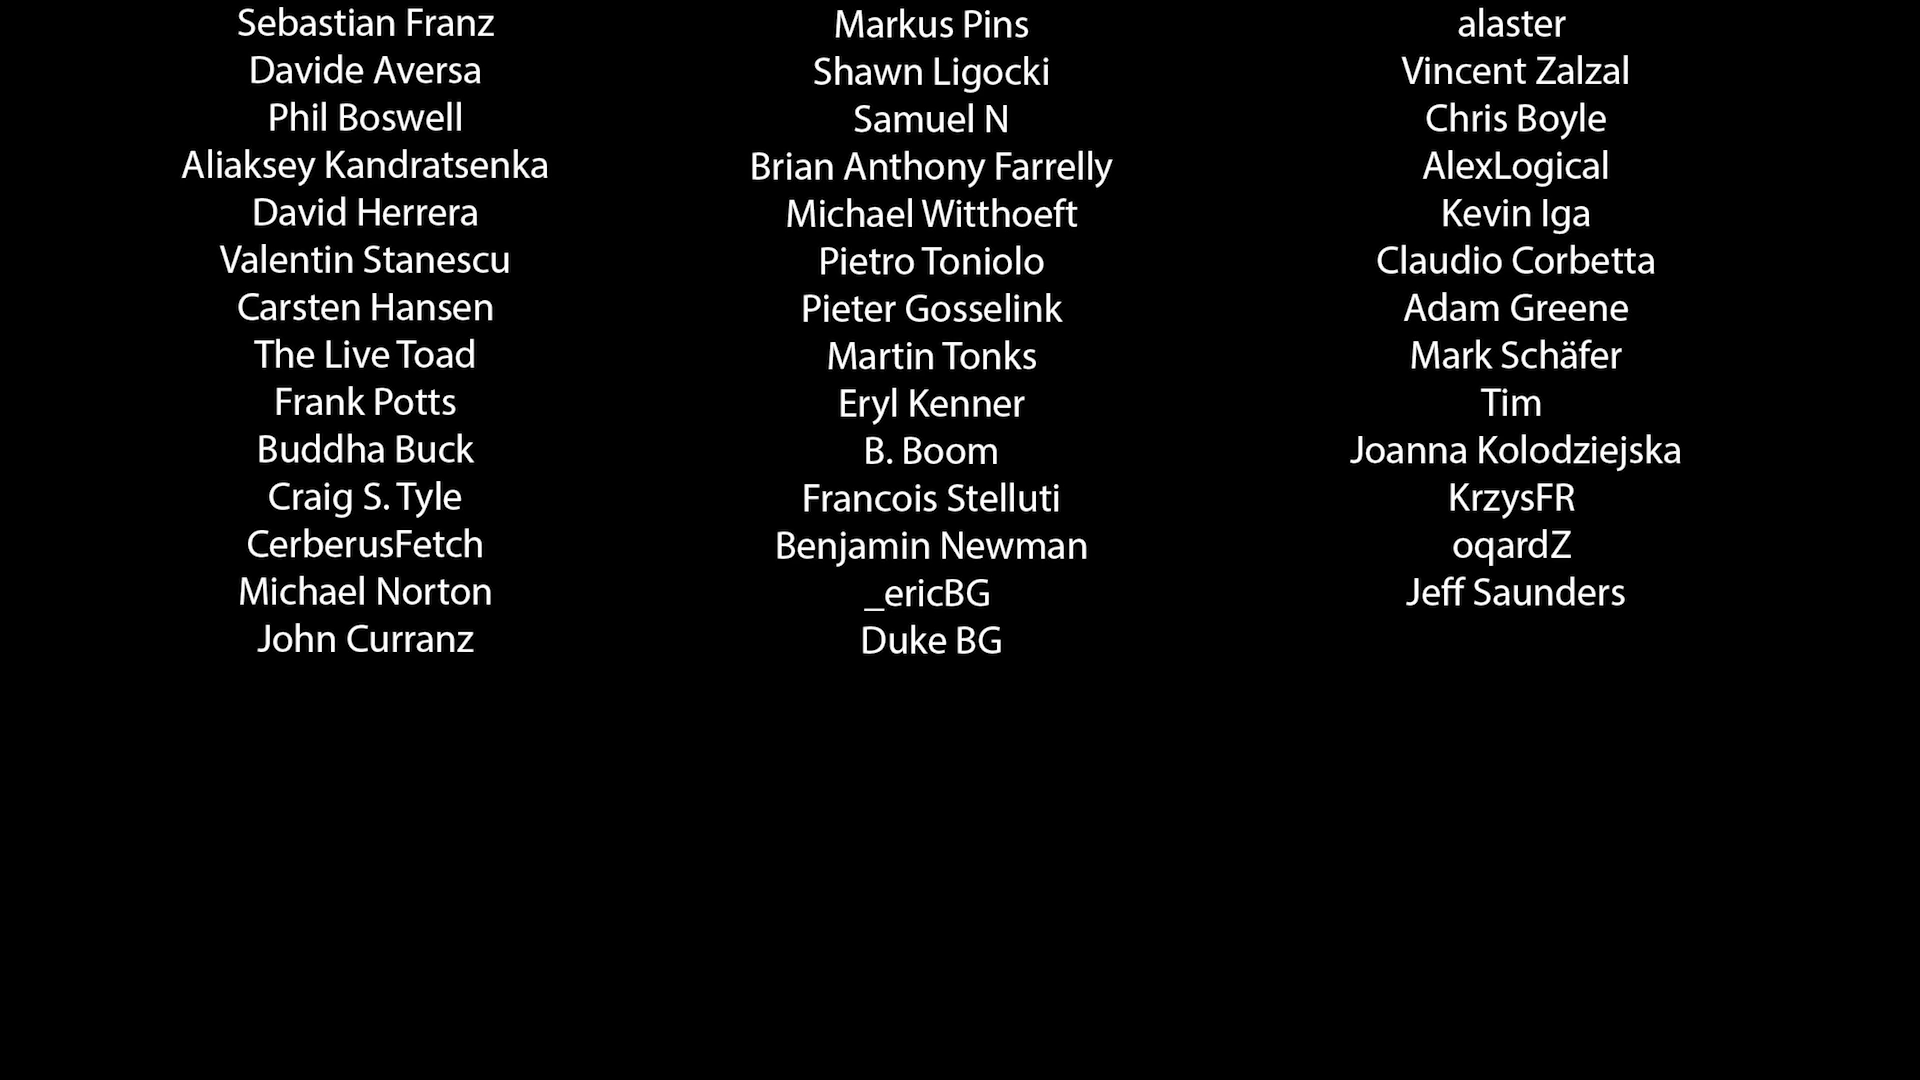 Sebastian Franz
Davide Aversa
Phil Boswell
Aliaksey Kandratsenka
David Herrera
Valentin Stanescu
Carsten Hansen
The Live Toad
Frank Potts
Buddha Buck
Craig S. Tyle
CerberusFetch
Michael Norton
John Curranz
Markus Pins
Shawn Ligocki
Samuel N
Brian Anthony Farrelly
Michael Witthoeft
Pietro Toniolo
Pieter Gosselink
Martin Tonks
Eryl Kenner
B. Boom
Francois Stelluti
Benjamin Newman
_ericBG
Duke BG
alaster
Vincent Zalzal
Chris Boyle
AlexLogical
Kevin Iga
Claudio Corbetta
Adam Greene
Mark Schäfer
Tim
Joanna Kolodziejska
KrzysFR
oqardZ
Jeff Saunders